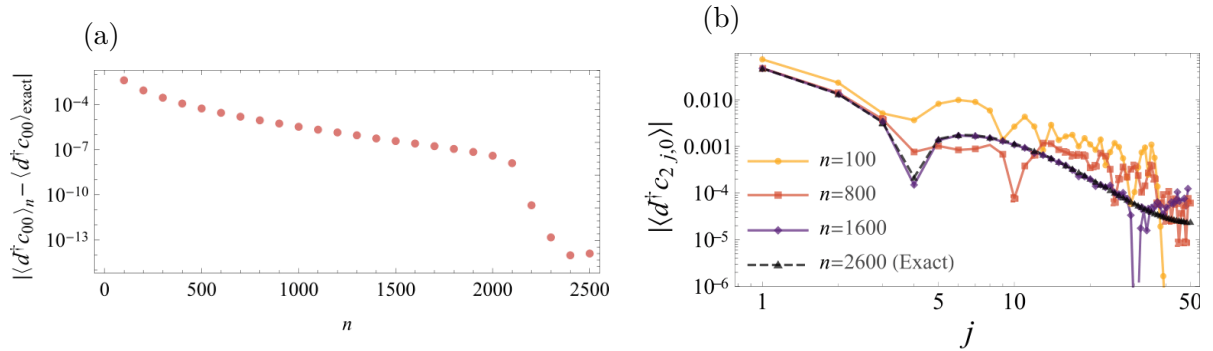 (a)
|⟨d†c00⟩n − ⟨d†c00⟩exact|
10^-4
10^-7
10^-10
10^-13
0
500
1000
1500
2000
2500
n
(b)
|⟨d†c2 j,0⟩|
0.010
0.001
10^-4
10^-5
10^-6
n=100
n=800
n=1600
n=2600 (Exact)
1
5
10
50
j